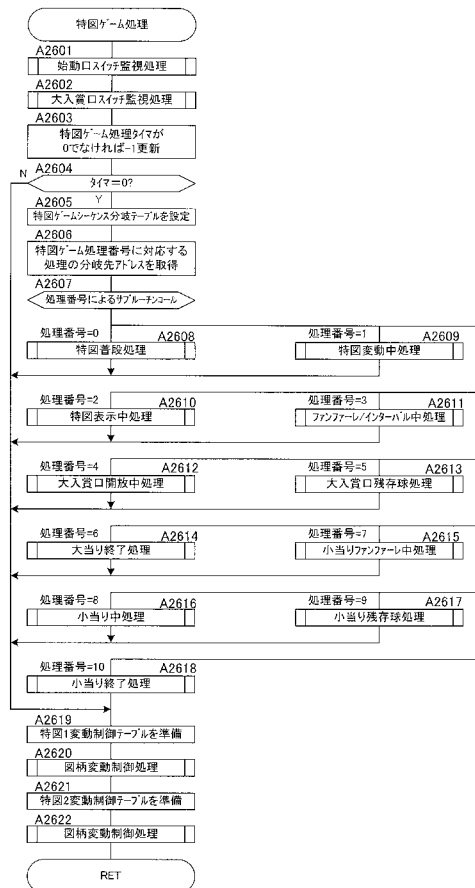 特図ゲーム処理
A2601
始動口スイッチ監視処理
A2602
大入賞口スイッチ監視処理
A2603
特図ゲーム処理タイマが
0でなければ-1更新
A2604
N
タイマ=0?
Y
A2605
特図ゲームシーケンス分岐テーブルを設定
A2606
特図ゲーム処理番号に対応する
処理の分岐先アドレスを取得
A2607
処理番号によるサブルーチンコール
処理番号=0
A2608
特図普段処理
処理番号=1
A2609
特図変動中処理
処理番号=2
A2610
特図表示中処理
処理番号=3
A2611
ファンファーレ/インターバル中処理
処理番号=4
A2612
大入賞口開放中処理
処理番号=5
A2613
大入賞口残存球処理
処理番号=6
A2614
大当り終了処理
処理番号=7
A2615
小当りファンファーレ中処理
処理番号=8
A2616
小当り中処理
処理番号=9
A2617
小当り残存球処理
処理番号=10
A2618
小当り終了処理
A2619
特図1変動制御テーブルを準備
A2620
図柄変動制御処理
A2621
特図2変動制御テーブルを準備
A2622
図柄変動制御処理
RET